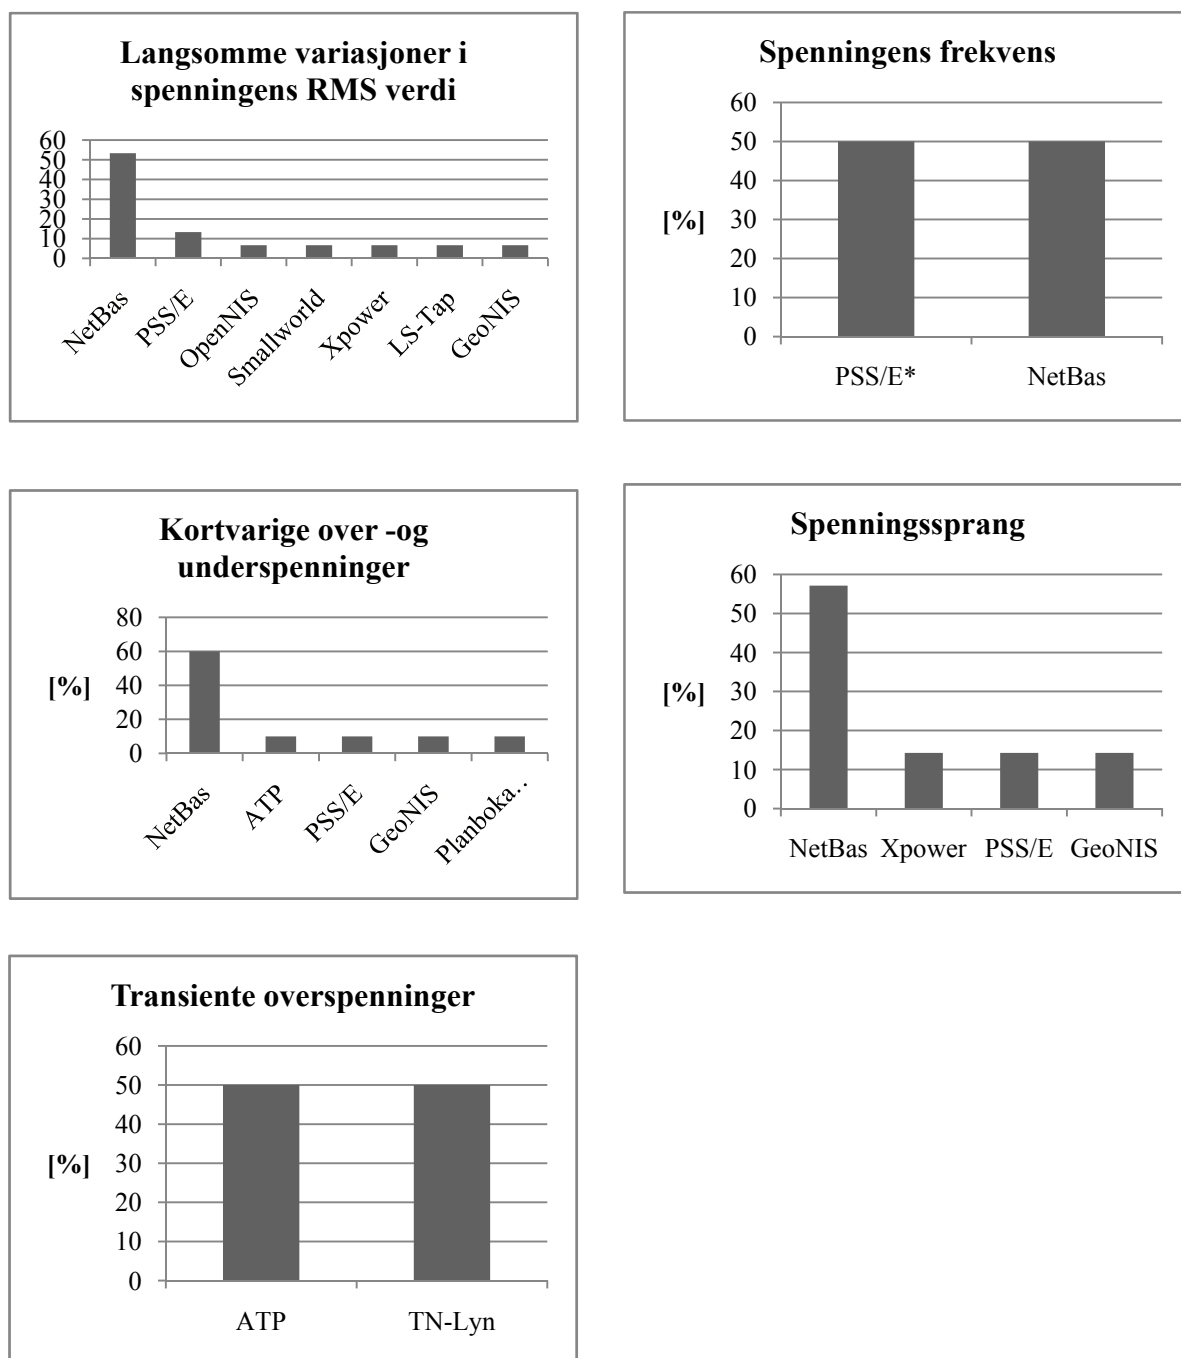 Langsomme variasjoner i
spenningens RMS verdi
60
50
40
30
20
10
0
NetBas
PSS/E
OpenNIS
Smallworld
Xpower
LS-Tap
GeoNIS
Spenningens frekvens
[%]
60
50
40
30
20
10
0
PSS/E*
NetBas
Kortvarige over -og
underspenninger
[%]
80
60
40
20
0
NetBas
ATP
PSS/E
GeoNIS
Planboka..
Spenningssprang
[%]
60
50
40
30
20
10
0
NetBas
Xpower
PSS/E
GeoNIS
Transiente overspenninger
[%]
60
50
40
30
20
10
0
ATP
TN-Lyn